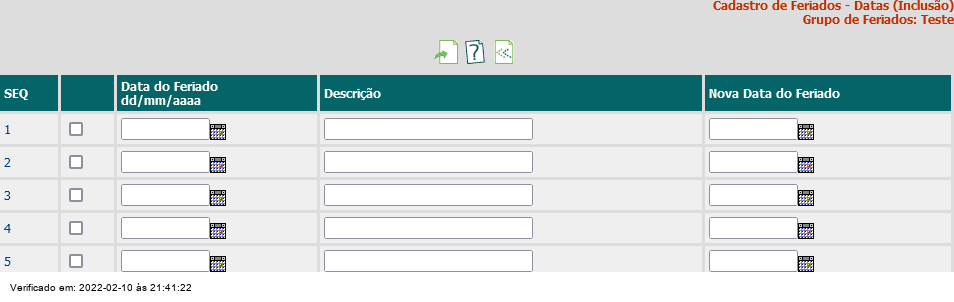 Cadastro de Feriados - Datas (Inclusão)
Grupo de Feriados: Teste
?
SEQ
Data do Feriado
dd/mm/aaaa
Descrição
Nova Data do Feriado
1
2
3
4
5
Verificado em: 2022-02-10 às 21:41:22